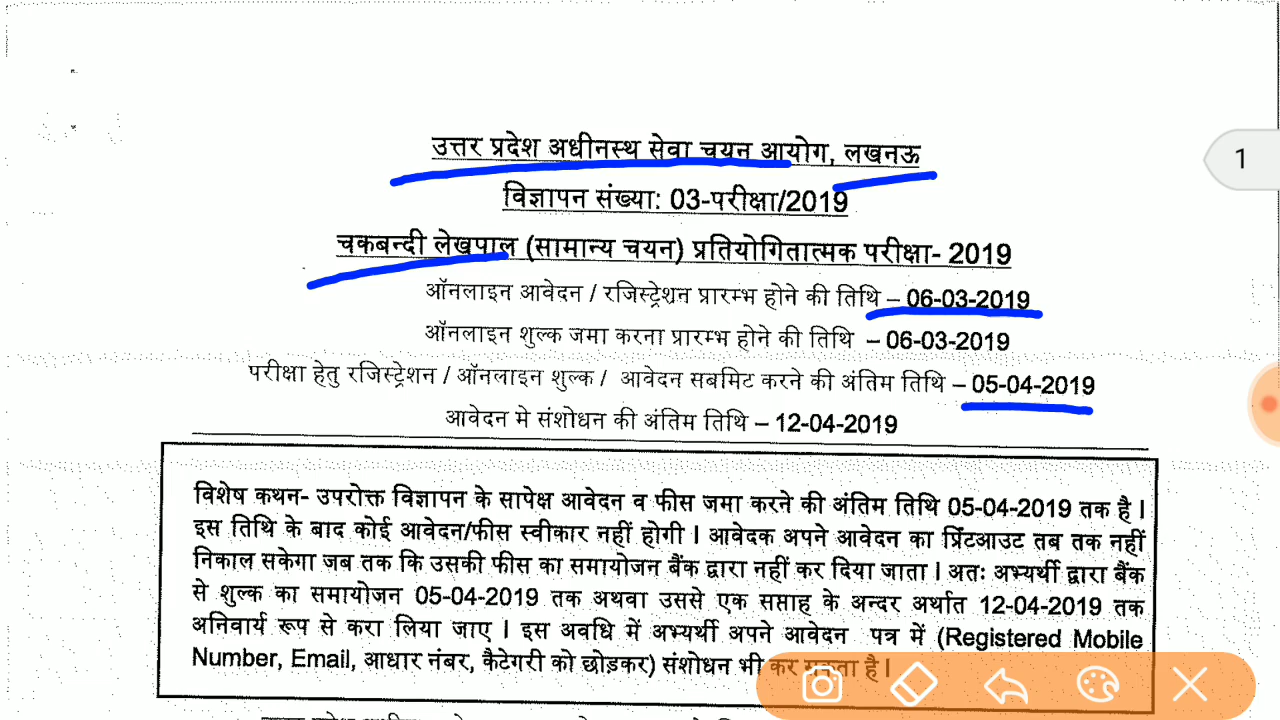 उत्तर प्रदेश अधीनस्थ सेवा चयन आयोग, लखनऊ
विज्ञापन संख्या: 03-परीक्षा/2019
चकबन्दी लेखपाल (सामान्य चयन) प्रतियोगितात्मक परीक्षा- 2019
ऑनलाइन आवेदन / रजिस्ट्रेशन प्रारम्भ होने की तिथि – 06-03-2019
ऑनलाइन शुल्क जमा करना प्रारम्भ होने की तिथि – 06-03-2019
परीक्षा हेतु रजिस्ट्रेशन / ऑनलाइन शुल्क / आवेदन सबमिट करने की अंतिम तिथि – 05-04-2019
आवेदन मे संशोधन की अंतिम तिथि – 12-04-2019
विशेष कथन- उपरोक्त विज्ञापन के सापेक्ष आवेदन व फीस जमा करने की अंतिम तिथि 05-04-2019 तक है।
इस तिथि के बाद कोई आवेदन/फीस स्वीकार नहीं होगी। आवेदक अपने आवेदन का प्रिंटआउट तब तक नहीं
निकाल सकेगा जब तक कि उसकी फीस का समायोजन बैंक द्वारा नहीं कर दिया जाता। अतः अभ्यर्थी द्वारा बैंक
से शुल्क का समायोजन 05-04-2019 तक अथवा उससे एक सप्ताह के अन्दर अर्थात 12-04-2019 तक
अनिवार्य रूप से करा लिया जाए। इस अवधि में अभ्यर्थी अपने आवेदन पत्र में (Registered Mobile
Number, Email, आधार नंबर, कैटेगरी को छोड़कर) संशोधन भी कर सकता है।
1